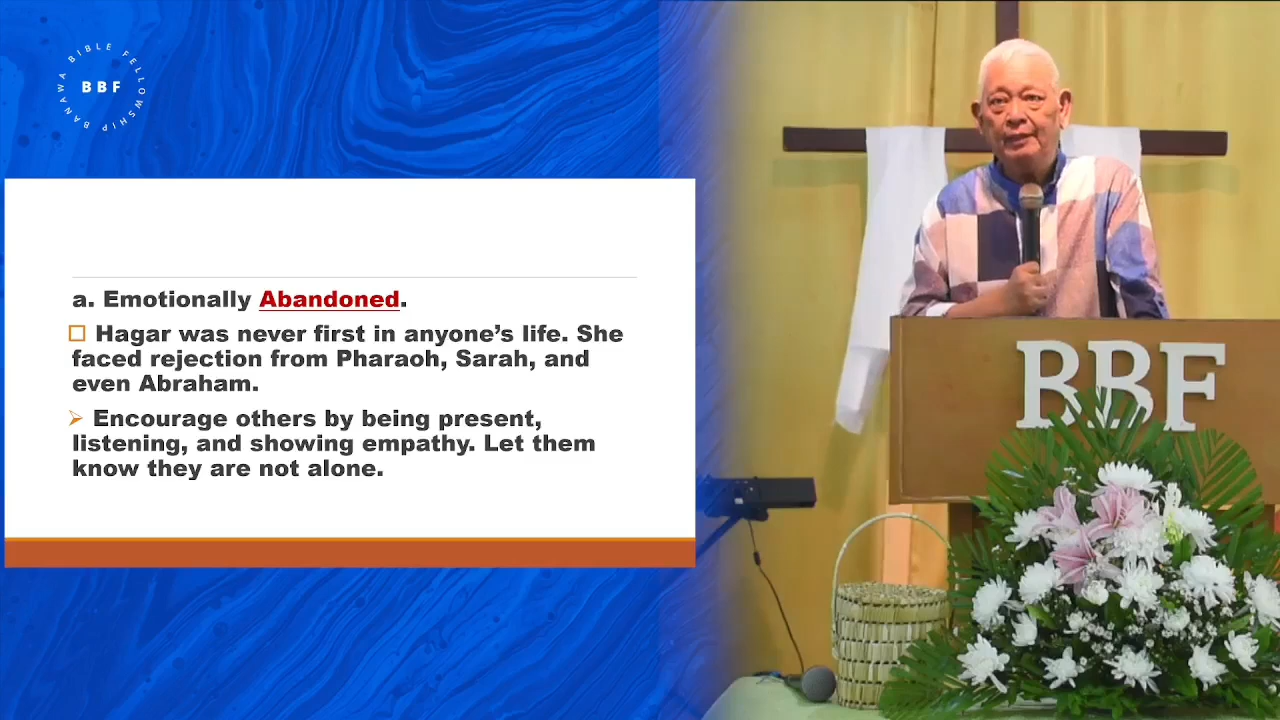 BANAWA BIBLE FELLOWSHIP
BBF
a. Emotionally Abandoned.
Hagar was never first in anyone’s life. She
faced rejection from Pharaoh, Sarah, and
even Abraham.
Encourage others by being present,
listening, and showing empathy. Let them
know they are not alone.
BBF